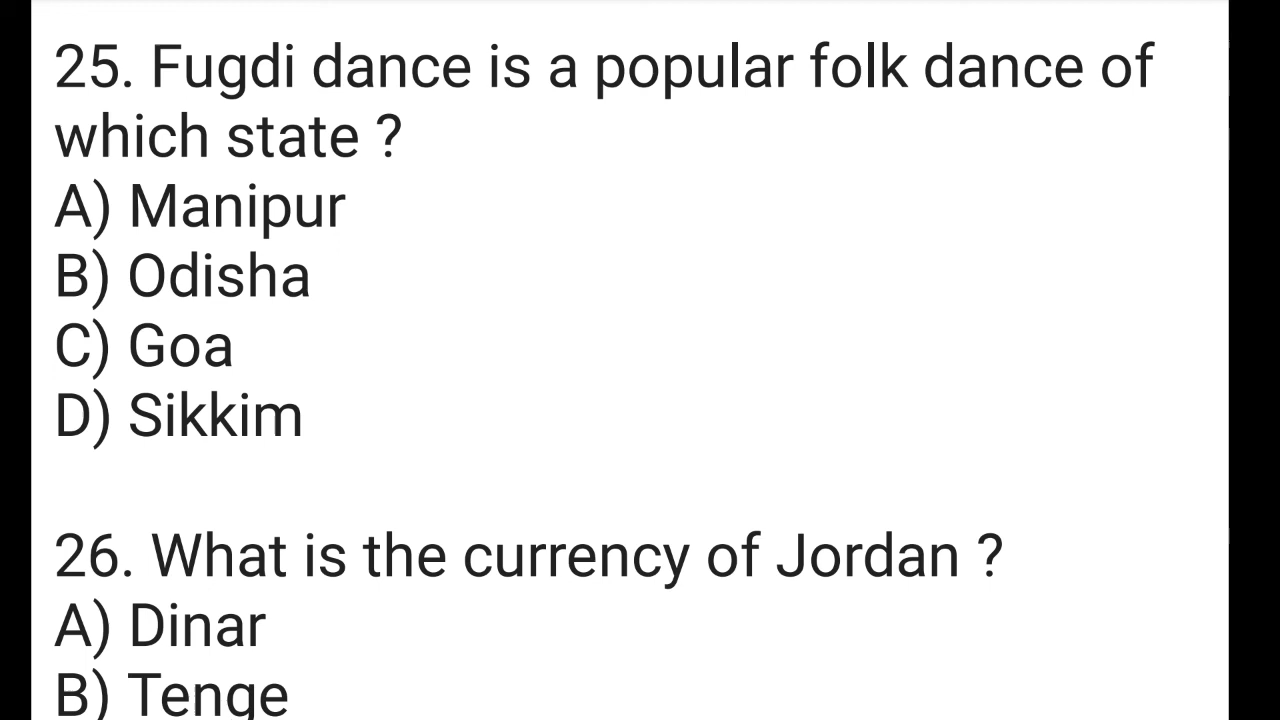 25. Fugdi dance is a popular folk dance of
which state ?
A) Manipur
B) Odisha
C) Goa
D) Sikkim
26. What is the currency of Jordan ?
A) Dinar
B) Tenge